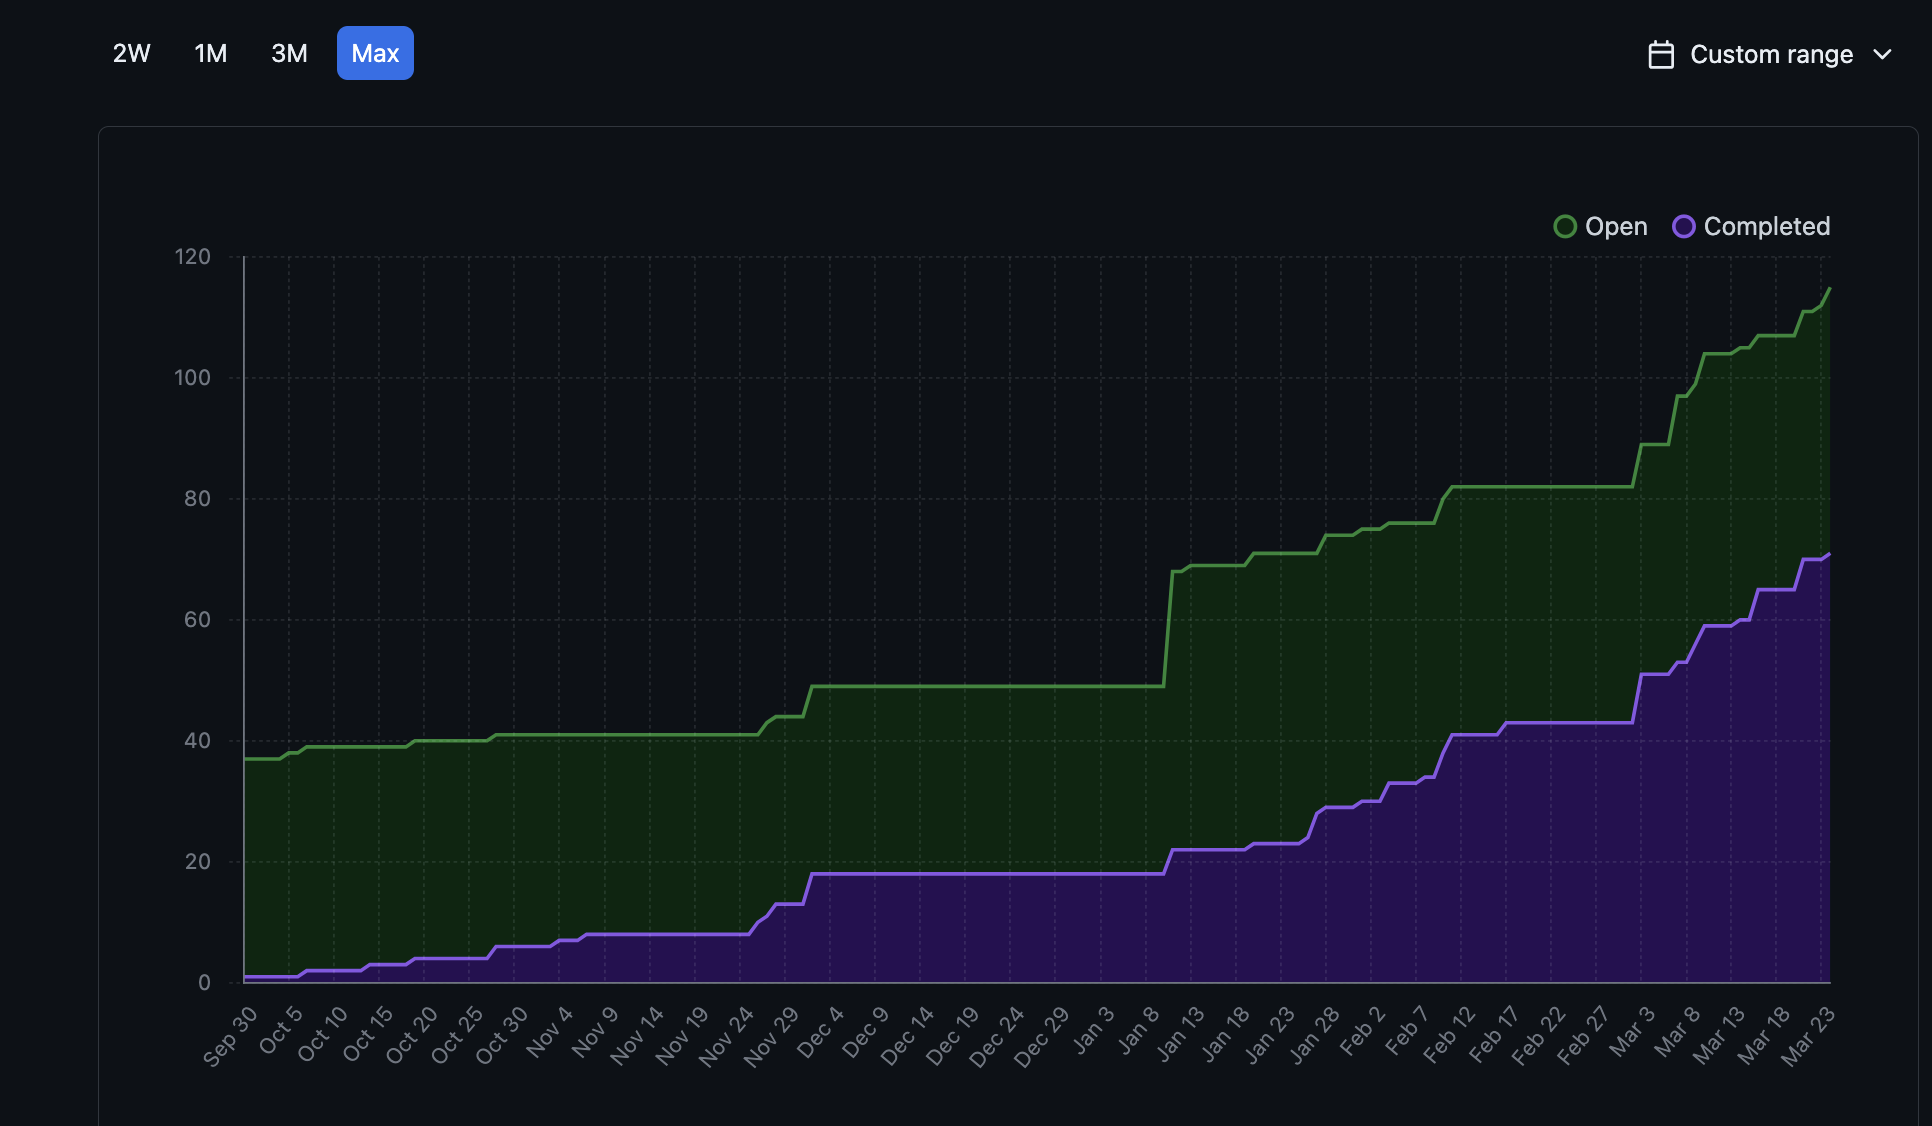 2W 1M 3M Max Custom range
Open Completed
120
100
80
60
40
20
0
Sep 30 Oct 5 Oct 10 Oct 15 Oct 20 Oct 25 Oct 30 Nov 4 Nov 9 Nov 14 Nov 19 Nov 24 Nov 29 Dec 4 Dec 9 Dec 14 Dec 19 Dec 24 Dec 29 Jan 3 Jan 8 Jan 13 Jan 18 Jan 23 Jan 28 Feb 2 Feb 7 Feb 12 Feb 17 Feb 22 Feb 27 Mar 3 Mar 8 Mar 13 Mar 18 Mar 23